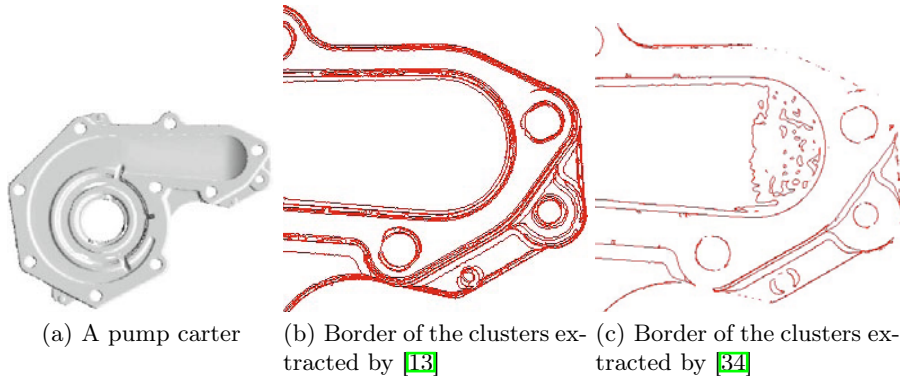 (a) A pump carter
(b) Border of the clusters ex-
tracted by [13]
(c) Border of the clusters ex-
tracted by [34]